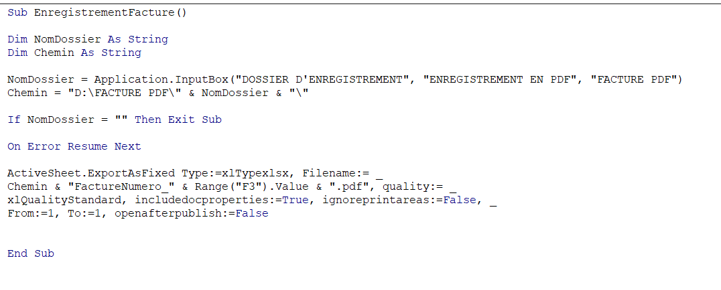 Sub EnregistrementFacture()
Dim NomDossier As String
Dim Chemin As String
NomDossier = Application.InputBox("DOSSIER D'ENREGISTREMENT", "ENREGISTREMENT EN PDF", "FACTURE PDF")
Chemin = "D:\FACTURE PDF\" & NomDossier & "\"
If NomDossier = "" Then Exit Sub
On Error Resume Next
ActiveSheet.ExportAsFixed Type:=xlTypexlsx, Filename:= _
Chemin & "FactureNumero_" & Range("F3").Value & ".pdf", quality:= _
xlQualityStandard, includedocproperties:=True, ignoreprintareas:=False, _
From:=1, To:=1, openafterpublish:=False
End Sub